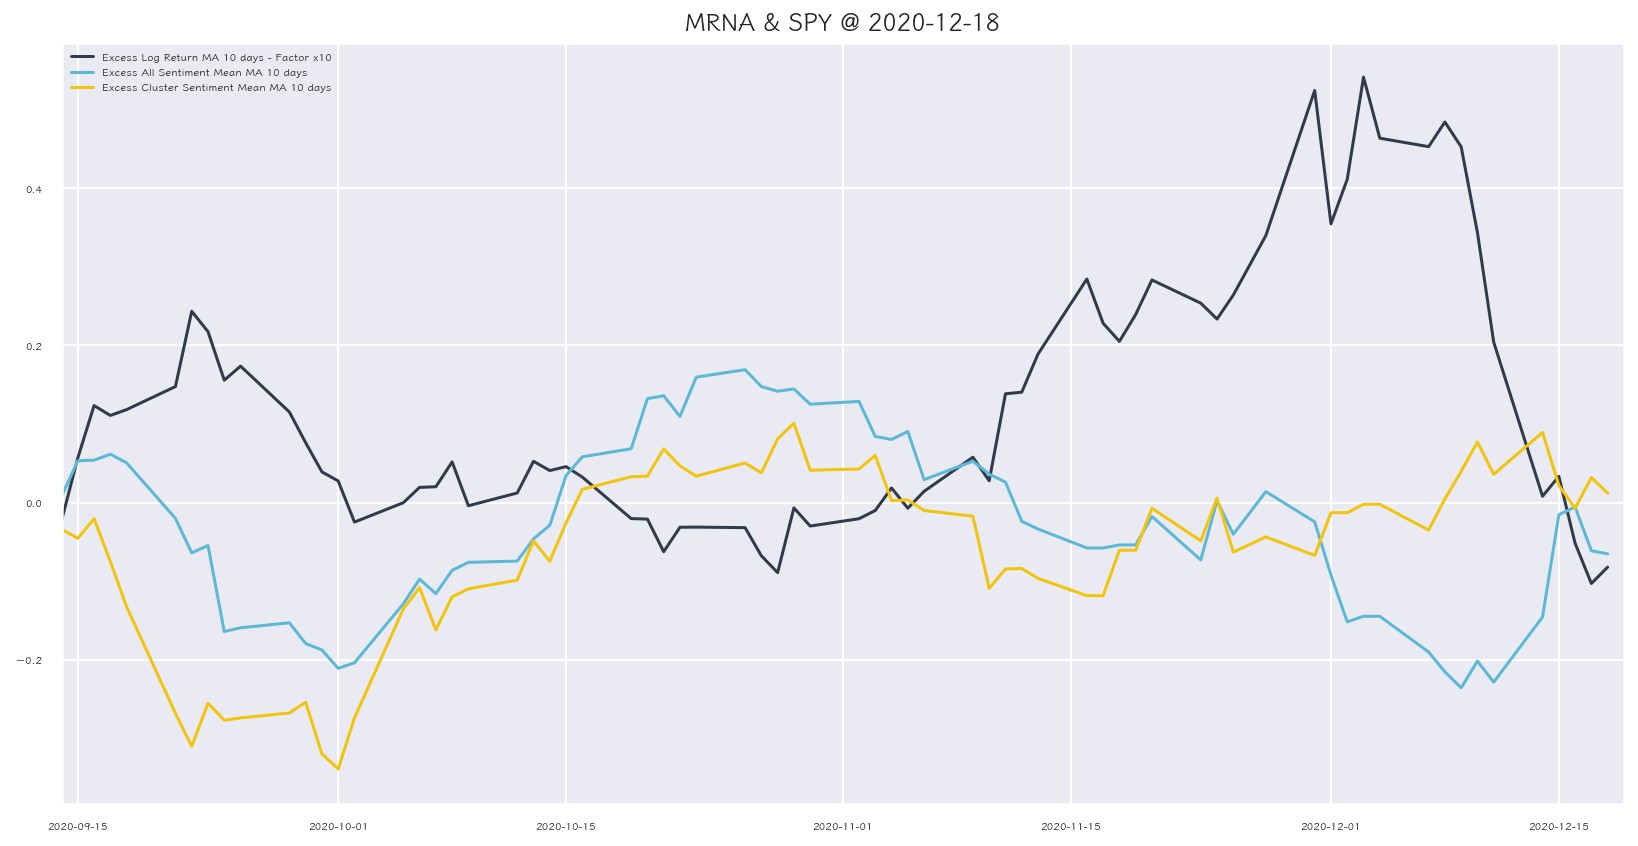 MRNA & SPY @ 2020-12-18
Excess Log Return MA 10 days - Factor x10
Excess All Sentiment Mean MA 10 days
Excess Cluster Sentiment Mean MA 10 days
0.4
0.2
0.0
−0.2
2020-09-15 2020-10-01 2020-10-15 2020-11-01 2020-11-15 2020-12-01 2020-12-15